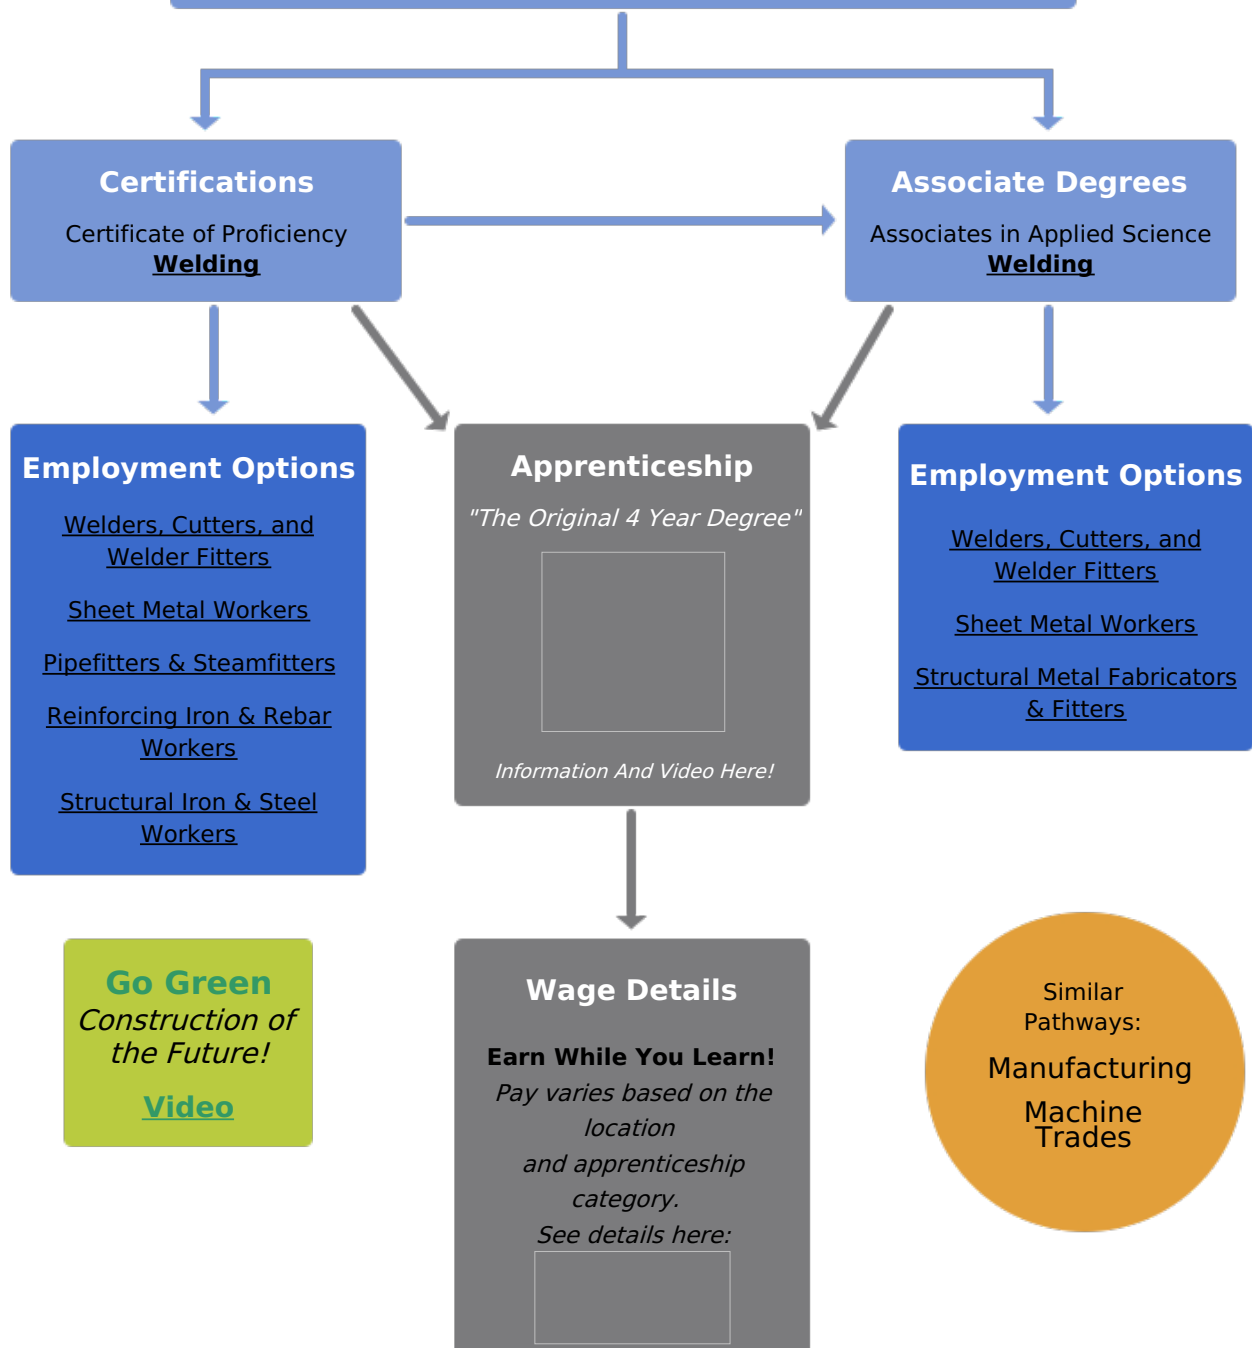 Certifications
Certificate of Proficiency
Welding
Associate Degrees
Associates in Applied Science
Welding
Employment Options
Welders, Cutters, and
Welder Fitters
Sheet Metal Workers
Pipefitters & Steamfitters
Reinforcing Iron & Rebar
Workers
Structural Iron & Steel
Workers
Apprenticeship
"The Original 4 Year Degree"
Information And Video Here!
Employment Options
Welders, Cutters, and
Welder Fitters
Sheet Metal Workers
Structural Metal Fabricators
& Fitters
Go Green
Construction of
the Future!
Video
Wage Details
Earn While You Learn!
Pay varies based on the
location
and apprenticeship
category.
See details here:
Similar
Pathways:
Manufacturing
Machine
Trades